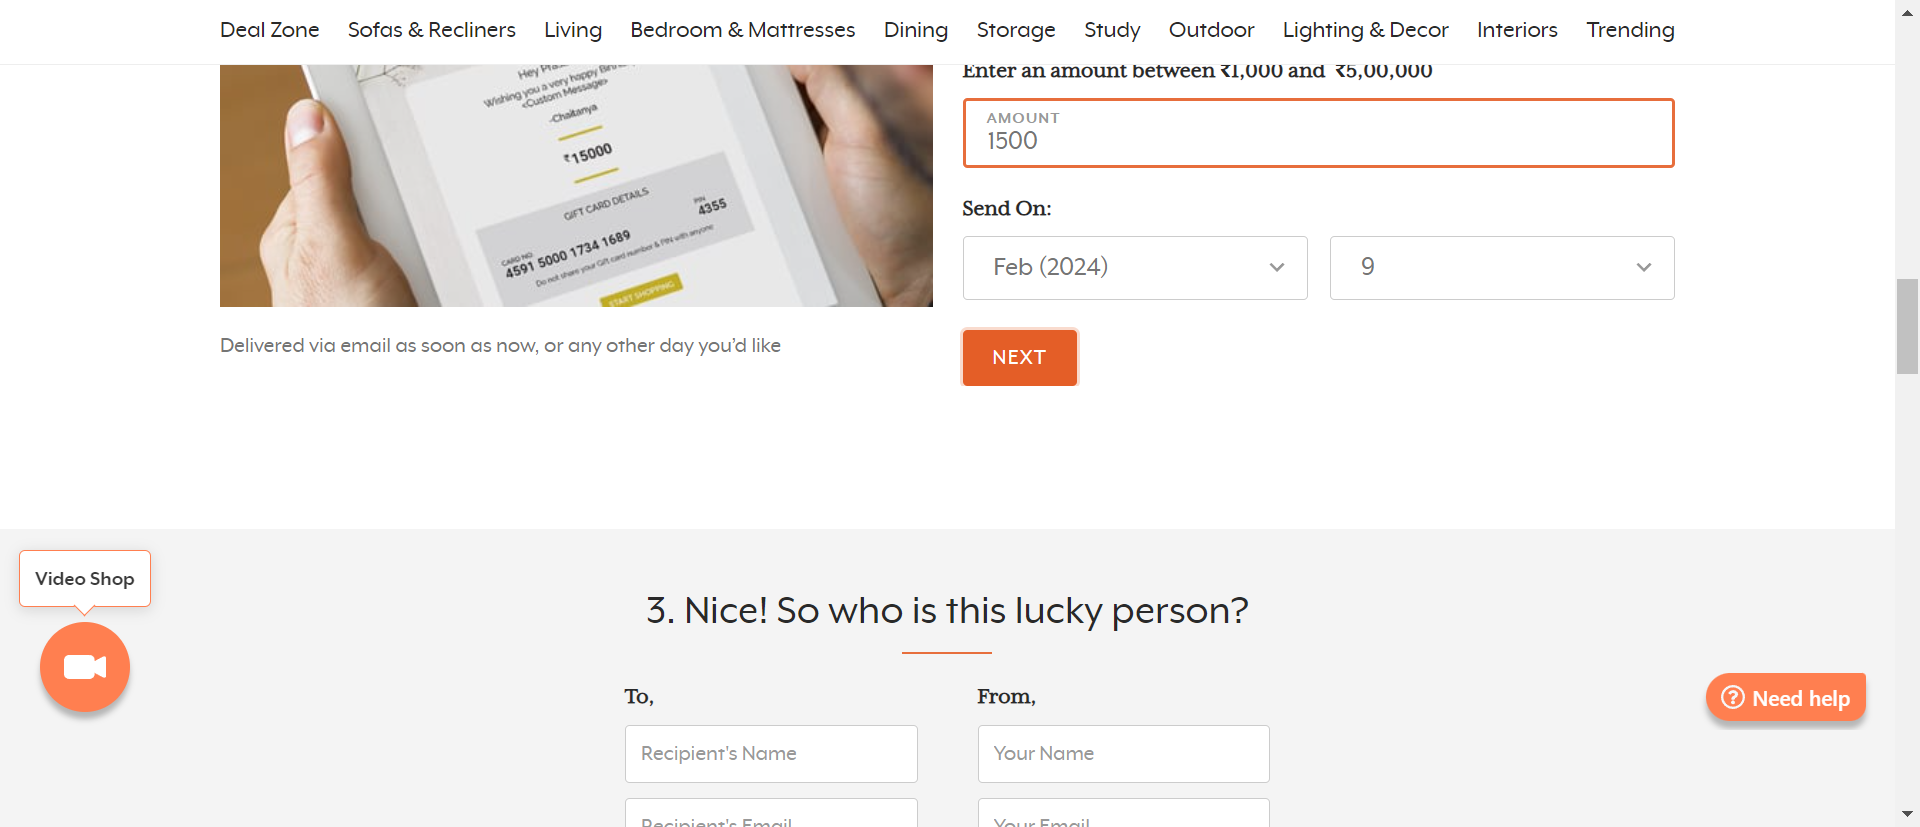 Deal Zone Sofas & Recliners Living Bedroom & Mattresses Dining Storage Study Outdoor Lighting & Decor Interiors Trending
Hey
Wishing you a very happy
<Custom Message>
-Chaitanya
₹15000
GIFT CARD DETAILS
CARD NO.
4591 5000 1734 1689
PIN
4355
Do not share your Gift card number & PIN with anyone
START SHOPPING
Delivered via email as soon as now, or any other day you’d like
Enter an amount between ₹1,000 and ₹5,00,000
AMOUNT
1500
Send On:
Feb (2024) 9
NEXT
3. Nice! So who is this lucky person?
To,
Recipient's Name
Recipient's Email
From,
Your Name
Your Email
Video Shop
Need help